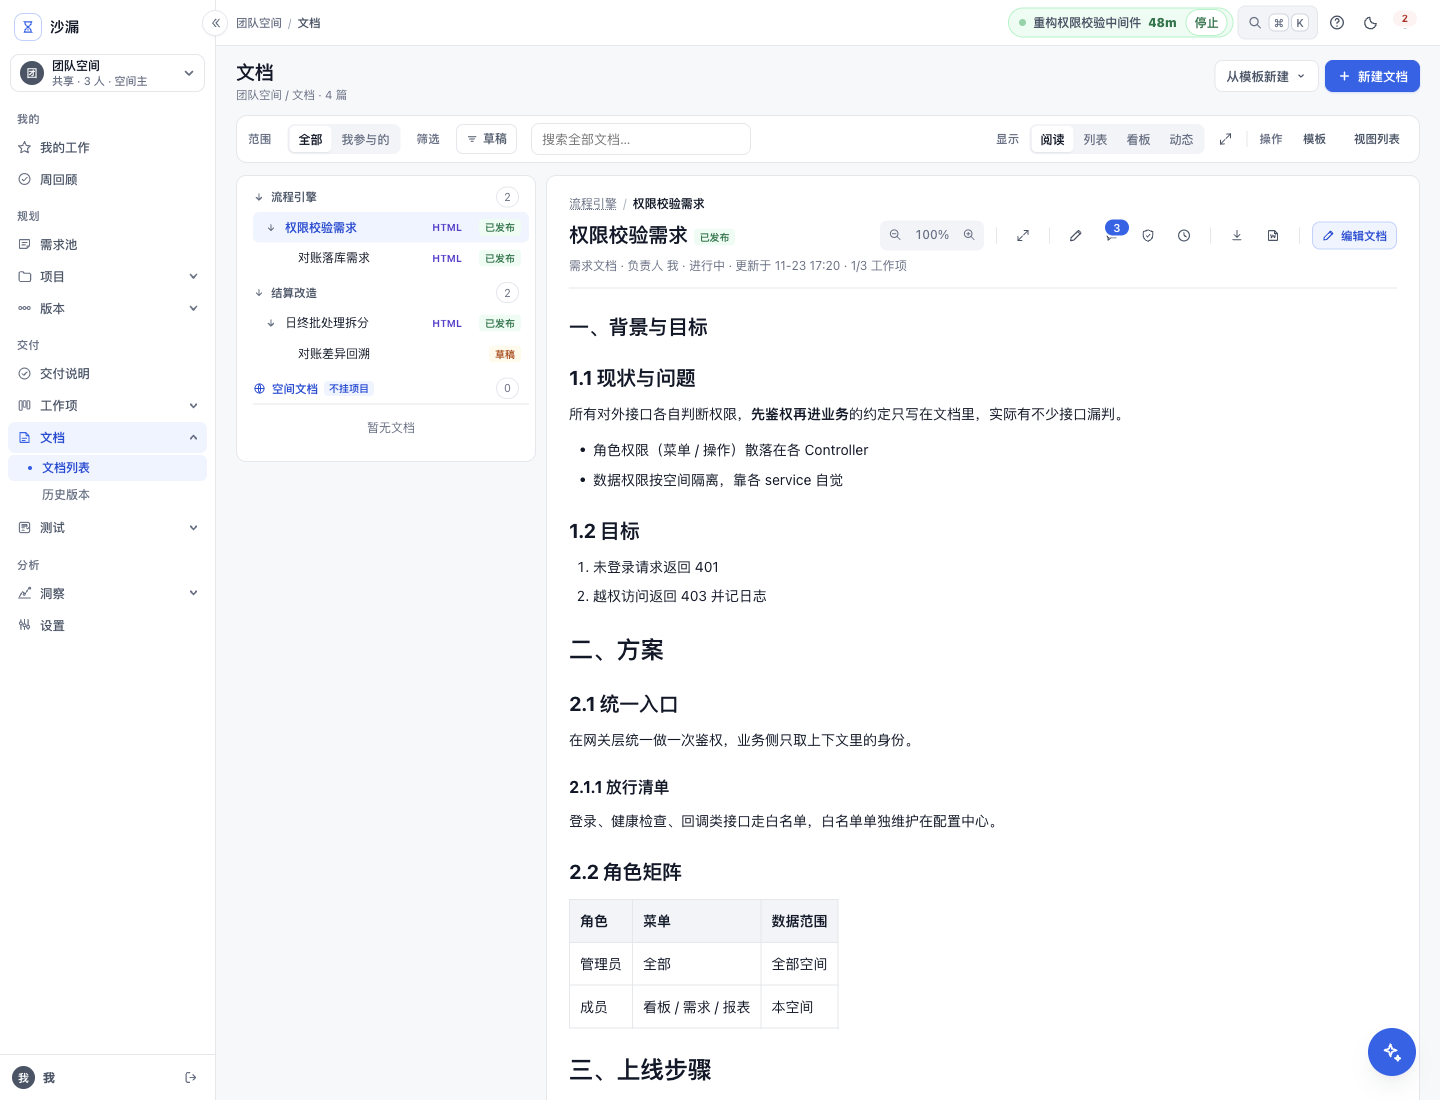 沙漏
团 团队空间
共享 · 3 人 · 空间主
我的
我的工作
周回顾
规划
需求池
项目
版本
交付
交付说明
工作项
文档
文档列表
历史版本
测试
分析
洞察
设置
我 我
团队空间 / 文档
重构权限校验中间件 48m 停止
⌘ K
2
文档
团队空间 / 文档 · 4 篇
从模板新建
新建文档
范围 全部 我参与的 筛选 草稿 搜索全部文档...
显示 阅读 列表 看板 动态 操作 模板 视图列表
流程引擎 2
权限校验需求 HTML 已发布
对账落库需求 HTML 已发布
结算改造 2
日终批处理拆分 HTML 已发布
对账差异回溯 草稿
空间文档 不挂项目 0
暂无文档
流程引擎 / 权限校验需求
权限校验需求 已发布
100%
3
编辑文档
需求文档 · 负责人 我 · 进行中 · 更新于 11-23 17:20 · 1/3 工作项
一、背景与目标
1.1 现状与问题
所有对外接口各自判断权限，先鉴权再进业务的约定只写在文档里，实际有不少接口漏判。
• 角色权限（菜单 / 操作）散落在各 Controller
• 数据权限按空间隔离，靠各 service 自觉
1.2 目标
1. 未登录请求返回 401
2. 越权访问返回 403 并记日志
二、方案
2.1 统一入口
在网关层统一做一次鉴权，业务侧只取上下文里的身份。
2.1.1 放行清单
登录、健康检查、回调类接口走白名单，白名单单独维护在配置中心。
2.2 角色矩阵
角色 菜单 数据范围
管理员 全部 全部空间
成员 看板 / 需求 / 报表 本空间
三、上线步骤